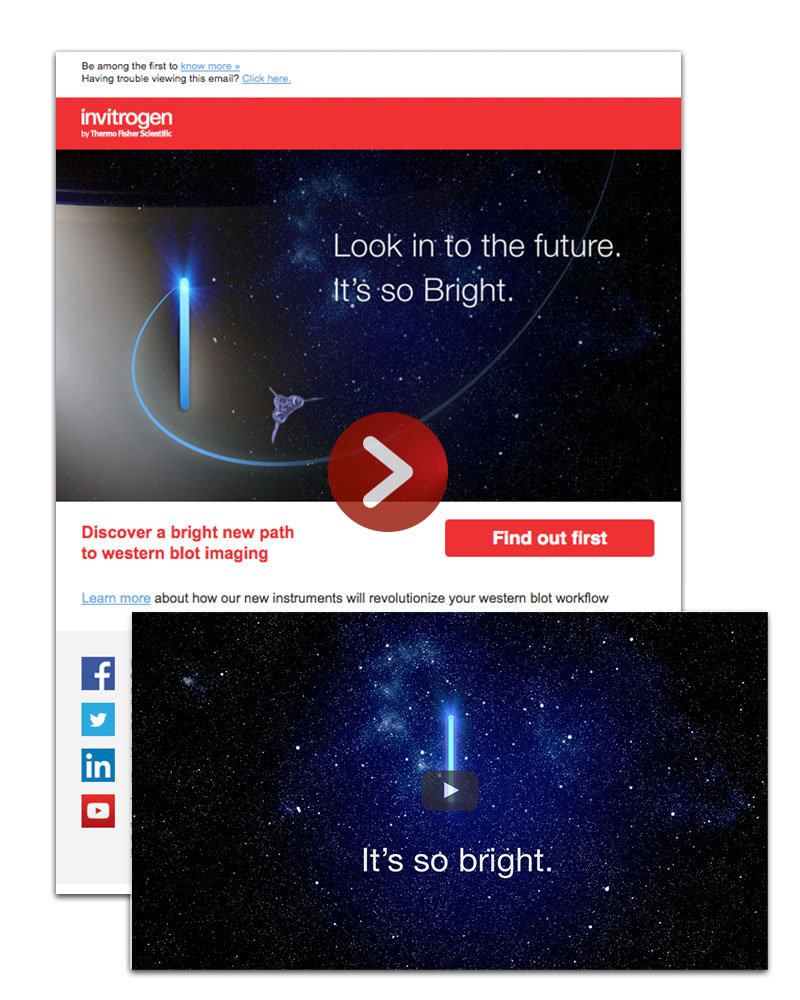 Be among the first to know more »
Having trouble viewing this email? Click here.
invitrogen
by Thermo Fisher Scientific
Look in to the future.
It's so Bright.
Discover a bright new path
to western blot imaging
Find out first
Learn more about how our new instruments will revolutionize your western blot workflow
It's so bright.